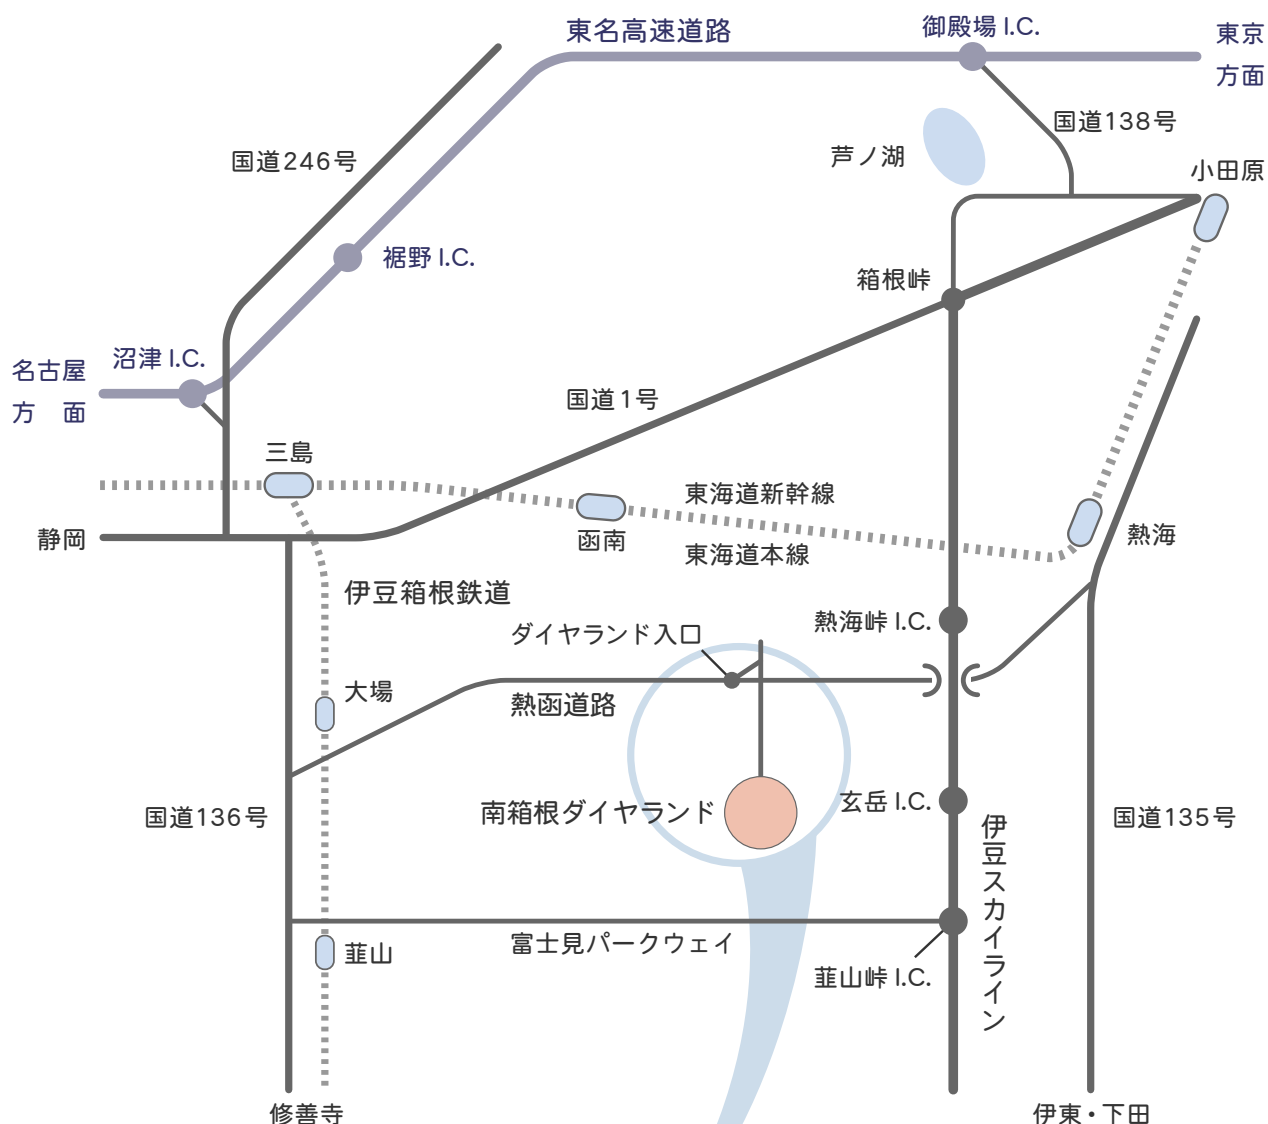 東名高速道路
御殿場 I.C.
東京
方面
国道138号
国道246号
芦ノ湖
小田原
裾野 I.C.
箱根峠
沼津 I.C.
名古屋
方　面
国道1号
三島
東海道新幹線
静岡
函南
熱海
東海道本線
伊豆箱根鉄道
熱海峠 I.C.
ダイヤランド入口
大場
熱函道路
南箱根ダイヤランド
玄岳 I.C.
国道136号
国道135号
伊豆スカイライン
富士見パークウェイ
韮山
韮山峠 I.C.
修善寺
伊東・下田